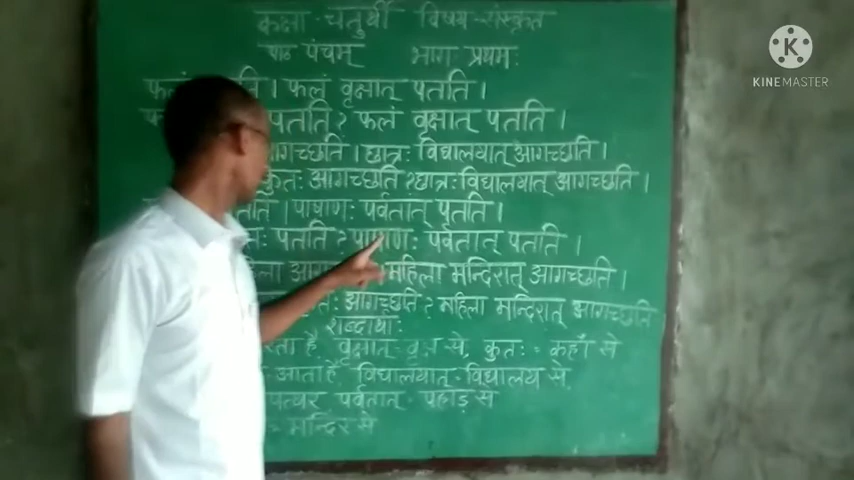 कक्षा - चतुर्थी विषय - संस्कृत
पाठ पंचम् भाग - प्रथम:
फलं वृक्षात् पतति ।
पतति ? फलं वृक्षात् पतति ।
आगच्छति । छात्र: विद्यालयात् आगच्छति ।
कुत: आगच्छति ? छात्र: विद्यालयात् आगच्छति ।
पाषाण: पर्वतात् पतति ।
पतति ? पाषाण: पर्वतात् पतति ।
महिला मन्दिरात् आगच्छति ।
आगच्छति ? महिला मन्दिरात् आगच्छति
शब्दार्था:
है, वृक्षात् - वृक्ष से, कुत: = कहाँ से
= आता है, विद्यालयात् - विद्यालय से,
पत्थर पर्वतात् - पहाड़ से
= मन्दिर से
K
KINEMASTER